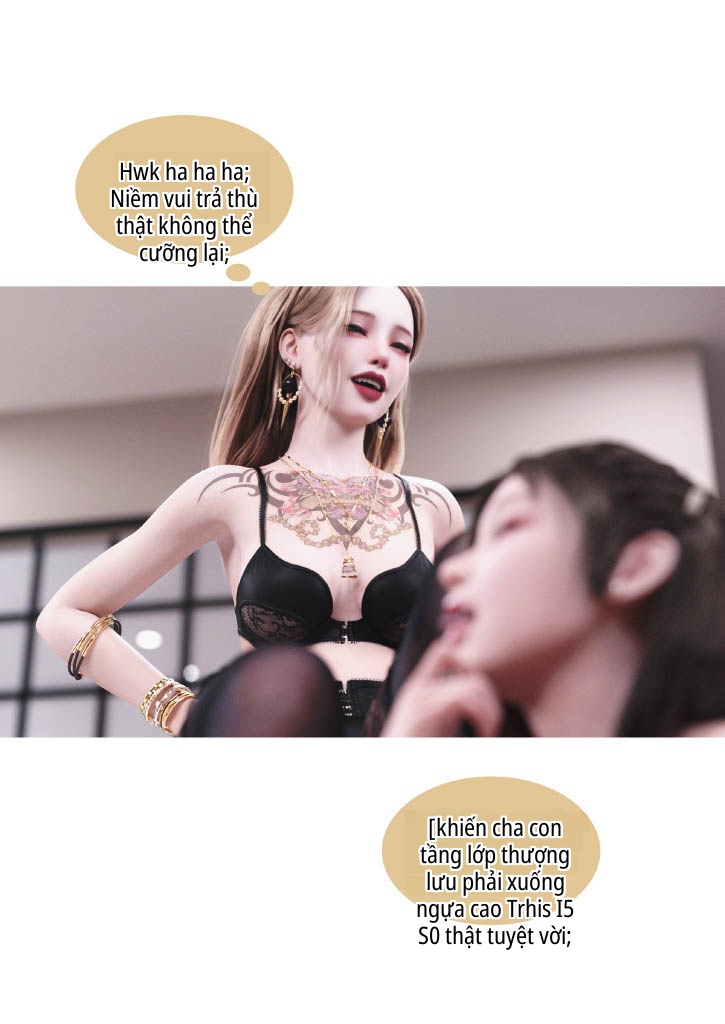 Hwk ha ha ha;
Niềm vui trả thù
thật không thể
cưỡng lại;
[khiến cha con
tầng lớp thượng
lưu phải xuống
ngựa cao Trhis I5
S0 thật tuyệt vời;